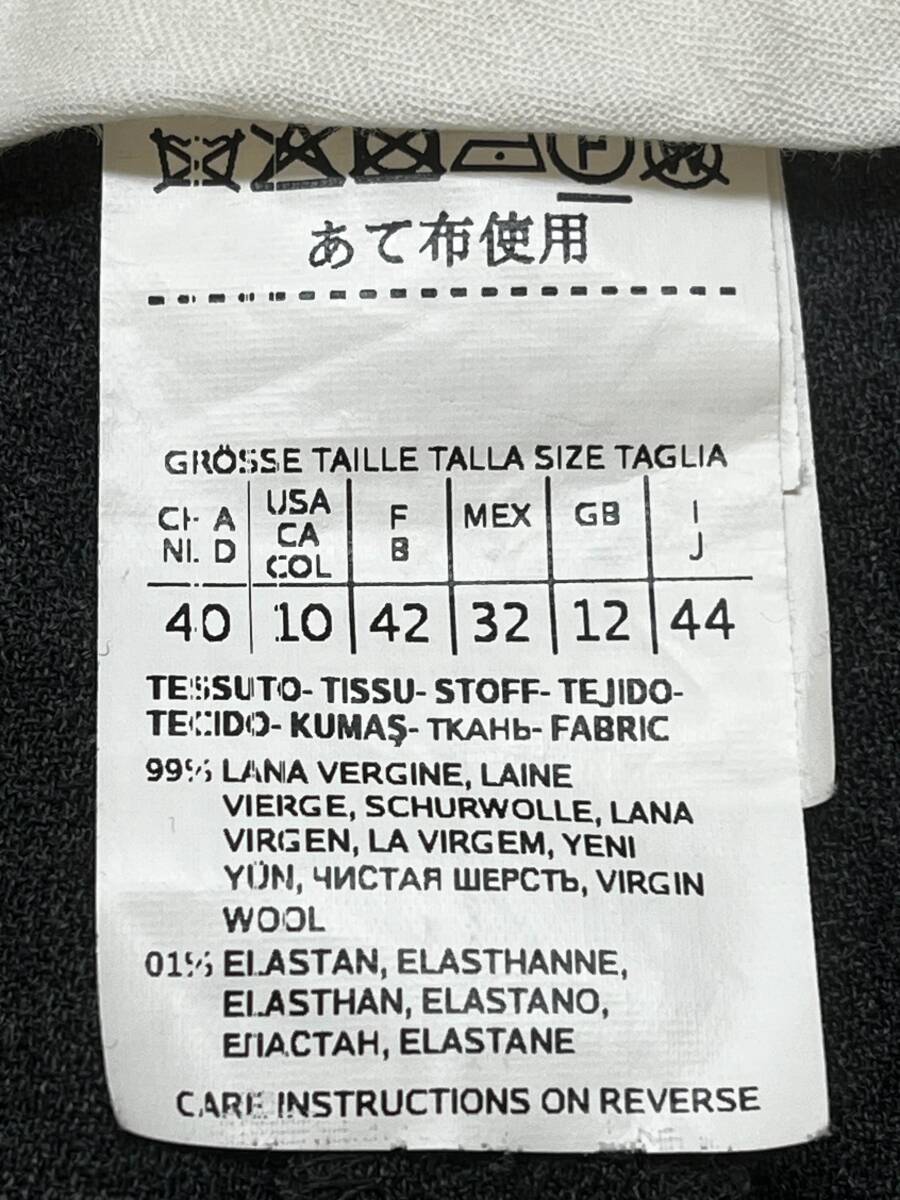 あて布使用
GRÖSSE TAILLE TALLA SIZE TAGLIA
CH A USA F MEX GB I
NL D CA B J
COL
40 10 42 32 12 44
TESSUTO- TISSU- STOFF- TEJIDO-
TECIDO- KUMAŞ- ТКАНЬ- FABRIC
99% LANA VERGINE, LAINE
VIERGE, SCHURWOLLE, LANA
VIRGEN, LA VIRGEM, YENI
YÜN, ЧИСТАЯ ШЕРСТЬ, VIRGIN
WOOL
01% ELASTAN, ELASTHANNE,
ELASTHAN, ELASTANO,
ЕЛАСТАН, ELASTANE
CARE INSTRUCTIONS ON REVERSE